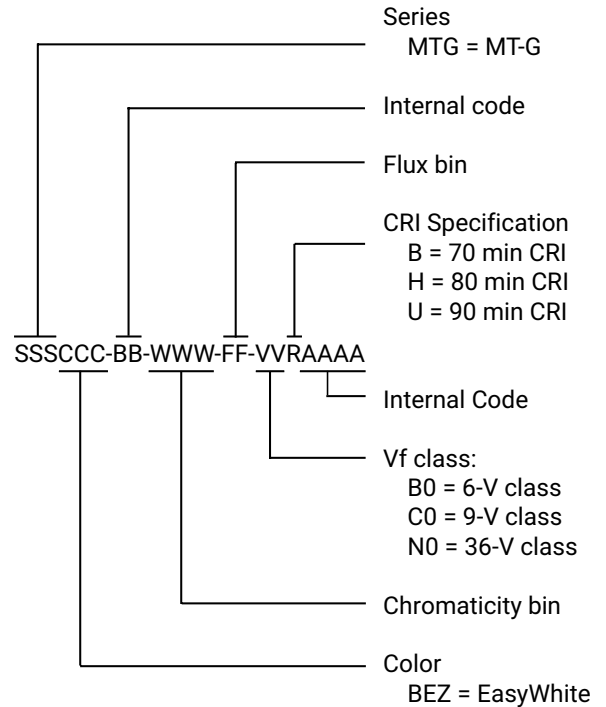 Series
MTG = MT-G
Internal code
Flux bin
CRI Specification
B = 70 min CRI
H = 80 min CRI
U = 90 min CRI
SSSCCC-BB-WWW-FF-VVRAAAA
Internal Code
Vf class:
B0 = 6-V class
C0 = 9-V class
N0 = 36-V class
Chromaticity bin
Color
BEZ = EasyWhite